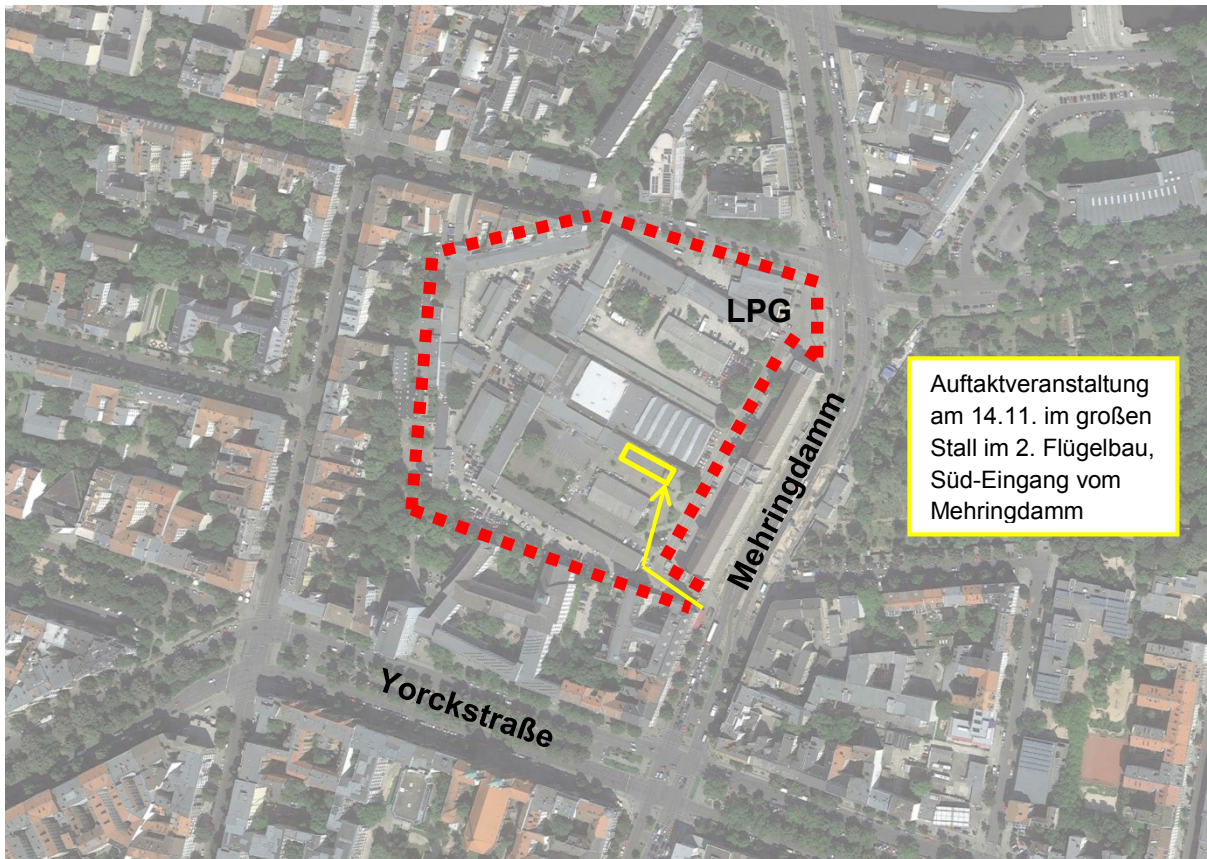 LPG
Mehringdamm
Auftaktveranstaltung
am 14.11. im großen
Stall im 2. Flügelbau,
Süd-Eingang vom
Mehringdamm
Yorckstraße